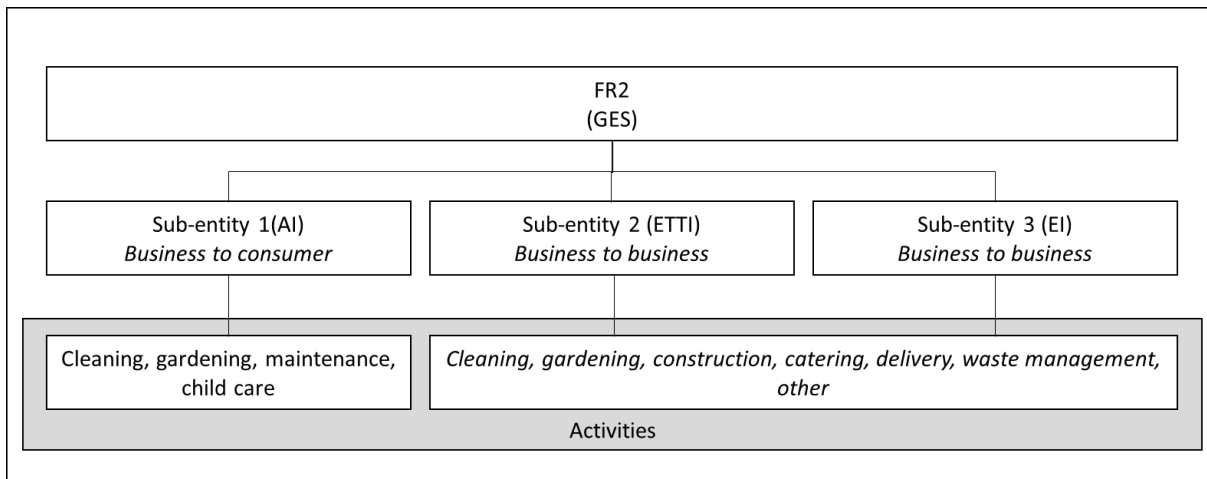 FR2
(GES)
Sub-entity 1(AI)
Business to consumer
Sub-entity 2 (ETTI)
Business to business
Sub-entity 3 (EI)
Business to business
Cleaning, gardening, maintenance,
child care
Cleaning, gardening, construction, catering, delivery, waste management,
other
Activities